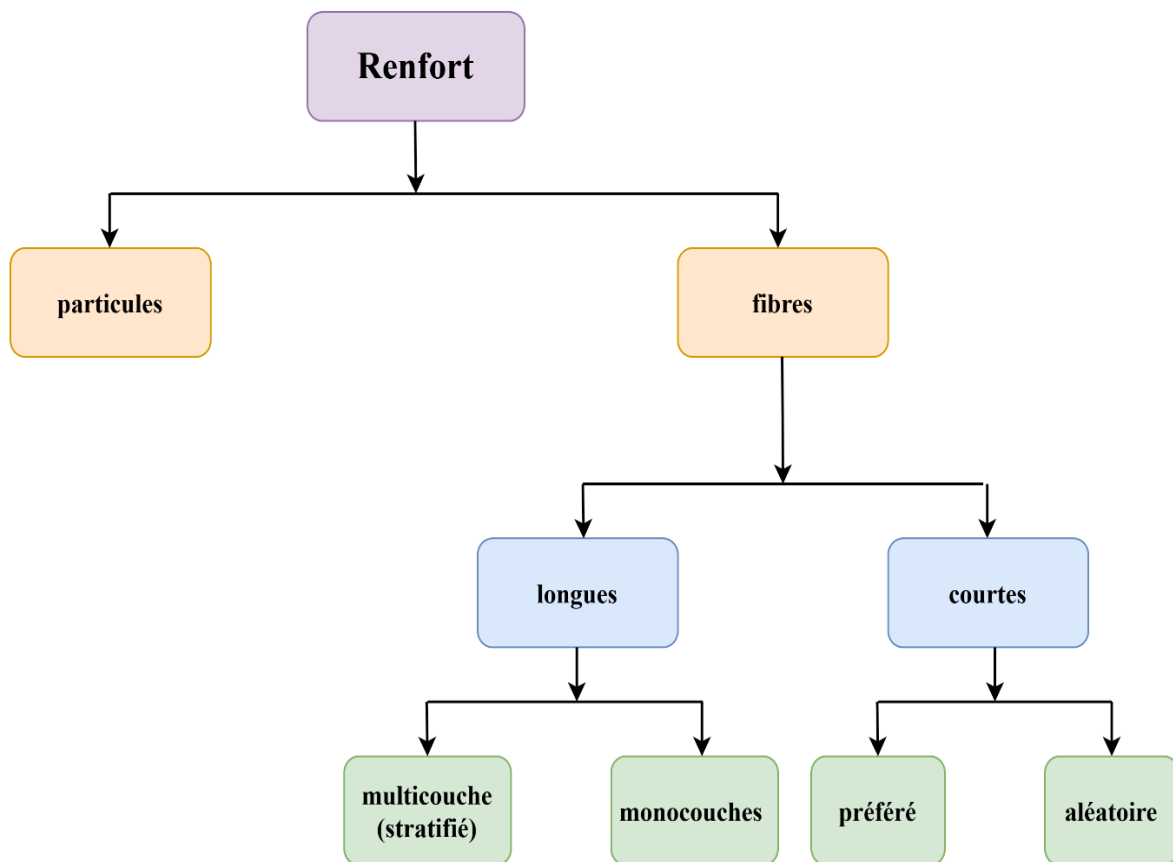 Renfort
particules
fibres
longues
courtes
multicouche
(stratifié)
monocouches
préféré
aléatoire